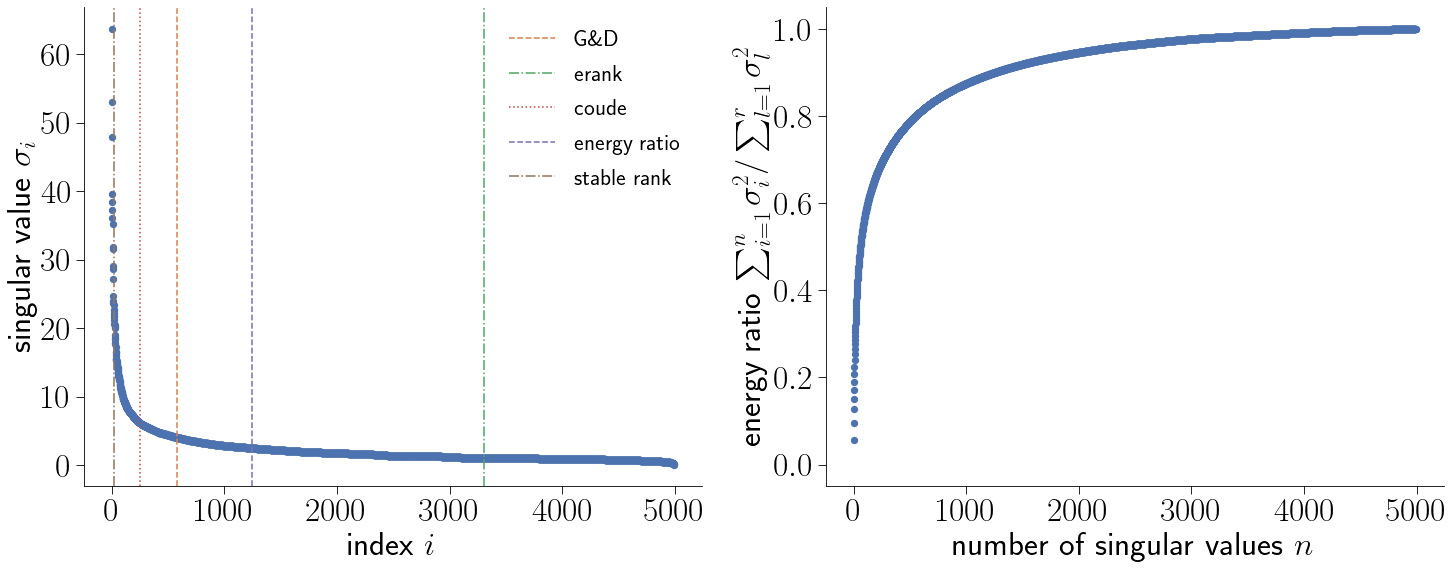 singular value σ_i
60
50
40
30
20
10
0
0 1000 2000 3000 4000 5000
index i
G&D
erank
coude
energy ratio
stable rank
energy ratio ∑_{i=1}^{n} σ_i^2 / ∑_{l=1}^{r} σ_l^2
1.0
0.8
0.6
0.4
0.2
0.0
0 1000 2000 3000 4000 5000
number of singular values n